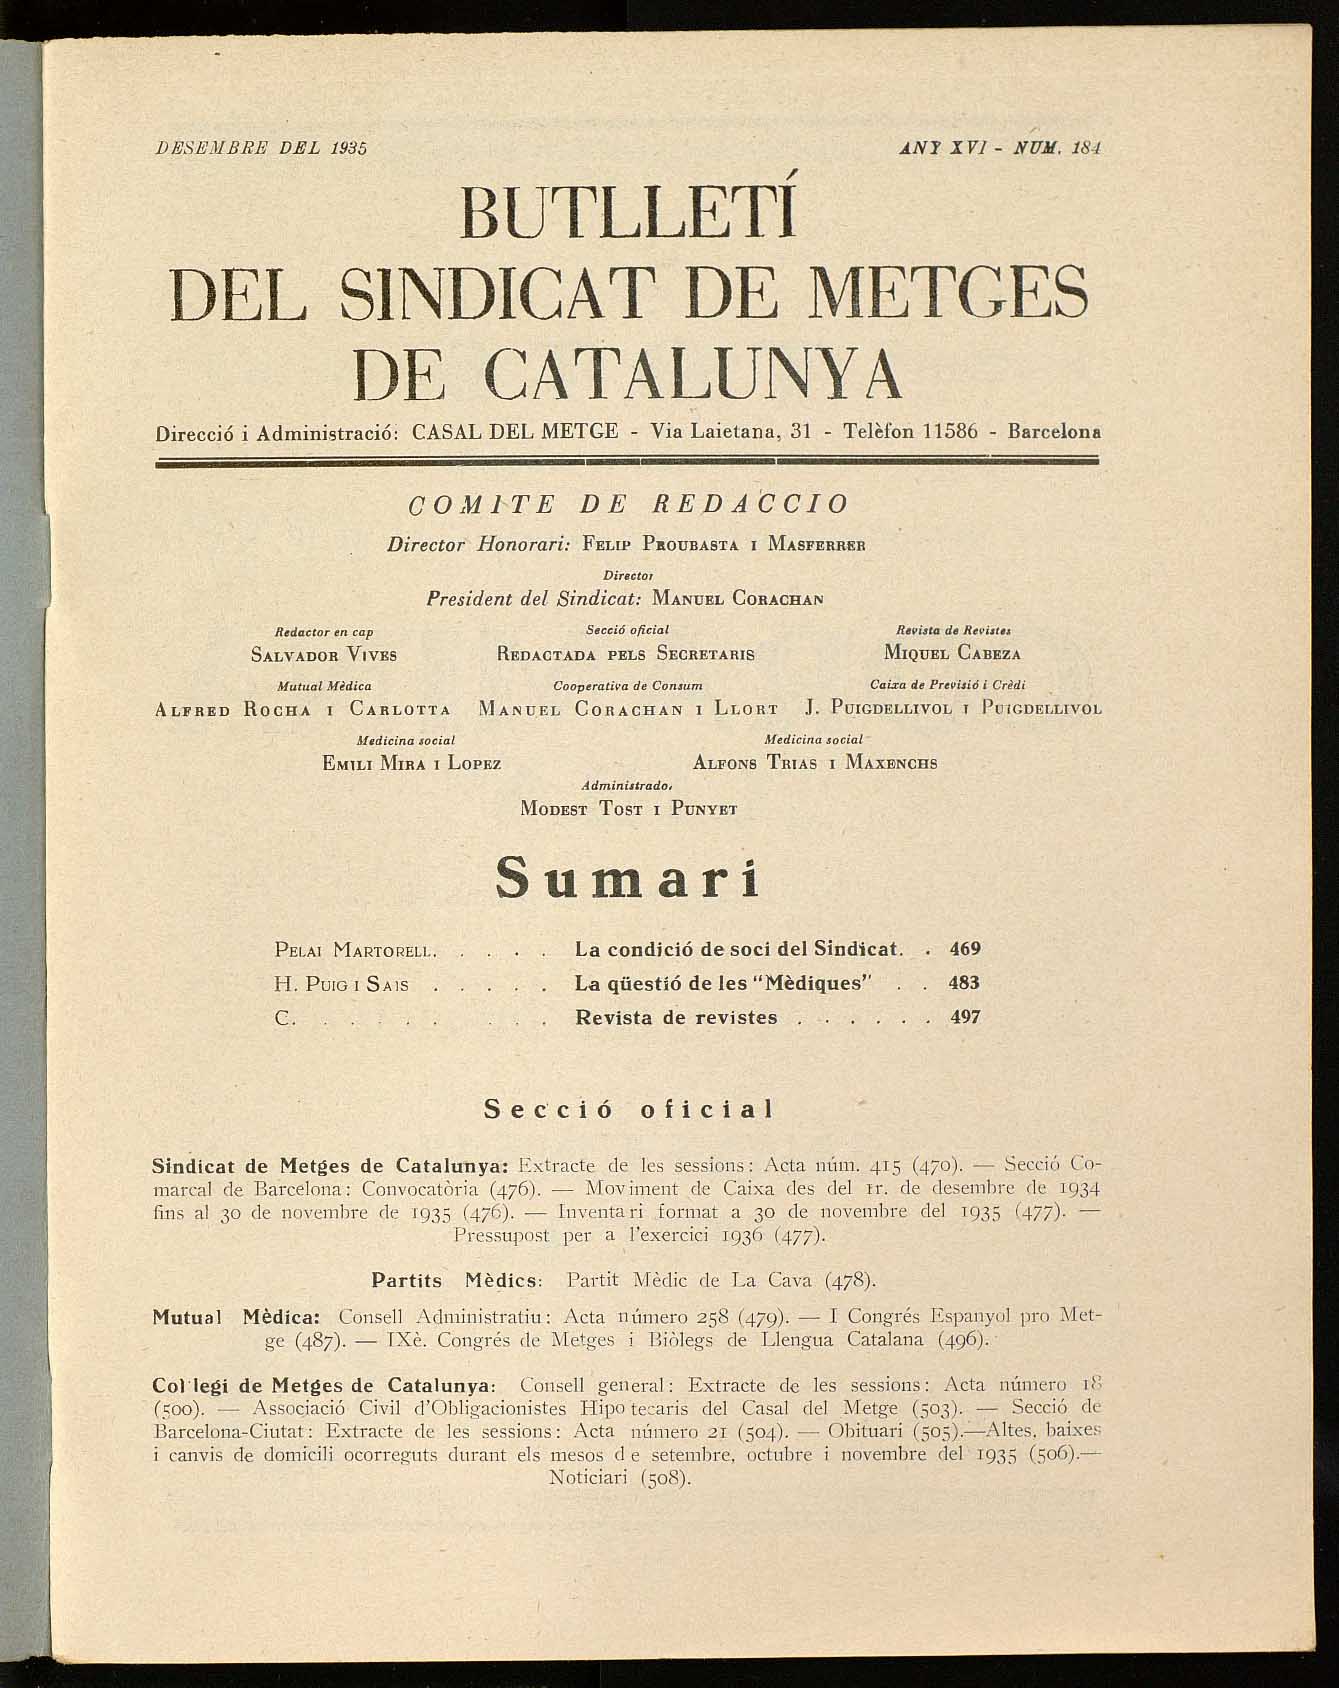 DESEMBRE DEL 1935 ANY XVI - NÚM. 184
BUTLLETÍ
DEL SINDICAT DE METGES
DE CATALUNYA
Direcció i Administració: CASAL DEL METGE - Via Laietana, 31 - Telèfon 11586 - Barcelona
COMITE DE REDACCIO
Director Honorari: FELIP PROUBASTA I MASFERRER
Director
President del Sindicat: MANUEL CORACHAN
Redactor en cap Secció oficial Revista de Revistes
SALVADOR VIVES REDACTADA PELS SECRETARIS MIQUEL CABEZA
Mutual Mèdica Cooperativa de Consum Caixa de Previsió i Crèdi
ALFRED ROCHA I CARLOTTA MANUEL CORACHAN I LLORT J. PUIGDELLIVOL I PUIGDELLIVOL
Medicina social Medicina social
EMILI MIRA I LOPEZ ALFONS TRIAS I MAXENCHS
Administrador
MODEST TOST I PUNYET
Sumari
PELAI MARTORELL. . . . . La condició de soci del Sindicat. . 469
H. PUIG I SAIS . . . . . La qüestió de les "Mèdiques" . . 483
C. . . . . . . . . Revista de revistes . . . . . . 497
Secció oficial
Sindicat de Metges de Catalunya: Extracte de les sessions: Acta núm. 415 (470). — Secció Co-
marcal de Barcelona: Convocatòria (476). — Moviment de Caixa des del 1r. de desembre de 1934
fins al 30 de novembre de 1935 (476). — Inventari format a 30 de novembre del 1935 (477). —
Pressupost per a l'exercici 1936 (477).
Partits Mèdics: Partit Mèdic de La Cava (478).
Mutual Mèdica: Consell Administratiu: Acta número 258 (479). — I Congrés Espanyol pro Met-
ge (487). — IXè. Congrés de Metges i Biòlegs de Llengua Catalana (496).
Col·legi de Metges de Catalunya: Consell general: Extracte de les sessions: Acta número 18
(500). — Associació Civil d'Obligacionistes Hipotecaris del Casal del Metge (503). — Secció de
Barcelona-Ciutat: Extracte de les sessions: Acta número 21 (504). — Obituari (505).—Altes, baixes
i canvis de domicili ocorreguts durant els mesos de setembre, octubre i novembre del 1935 (506).—
Noticiari (508).